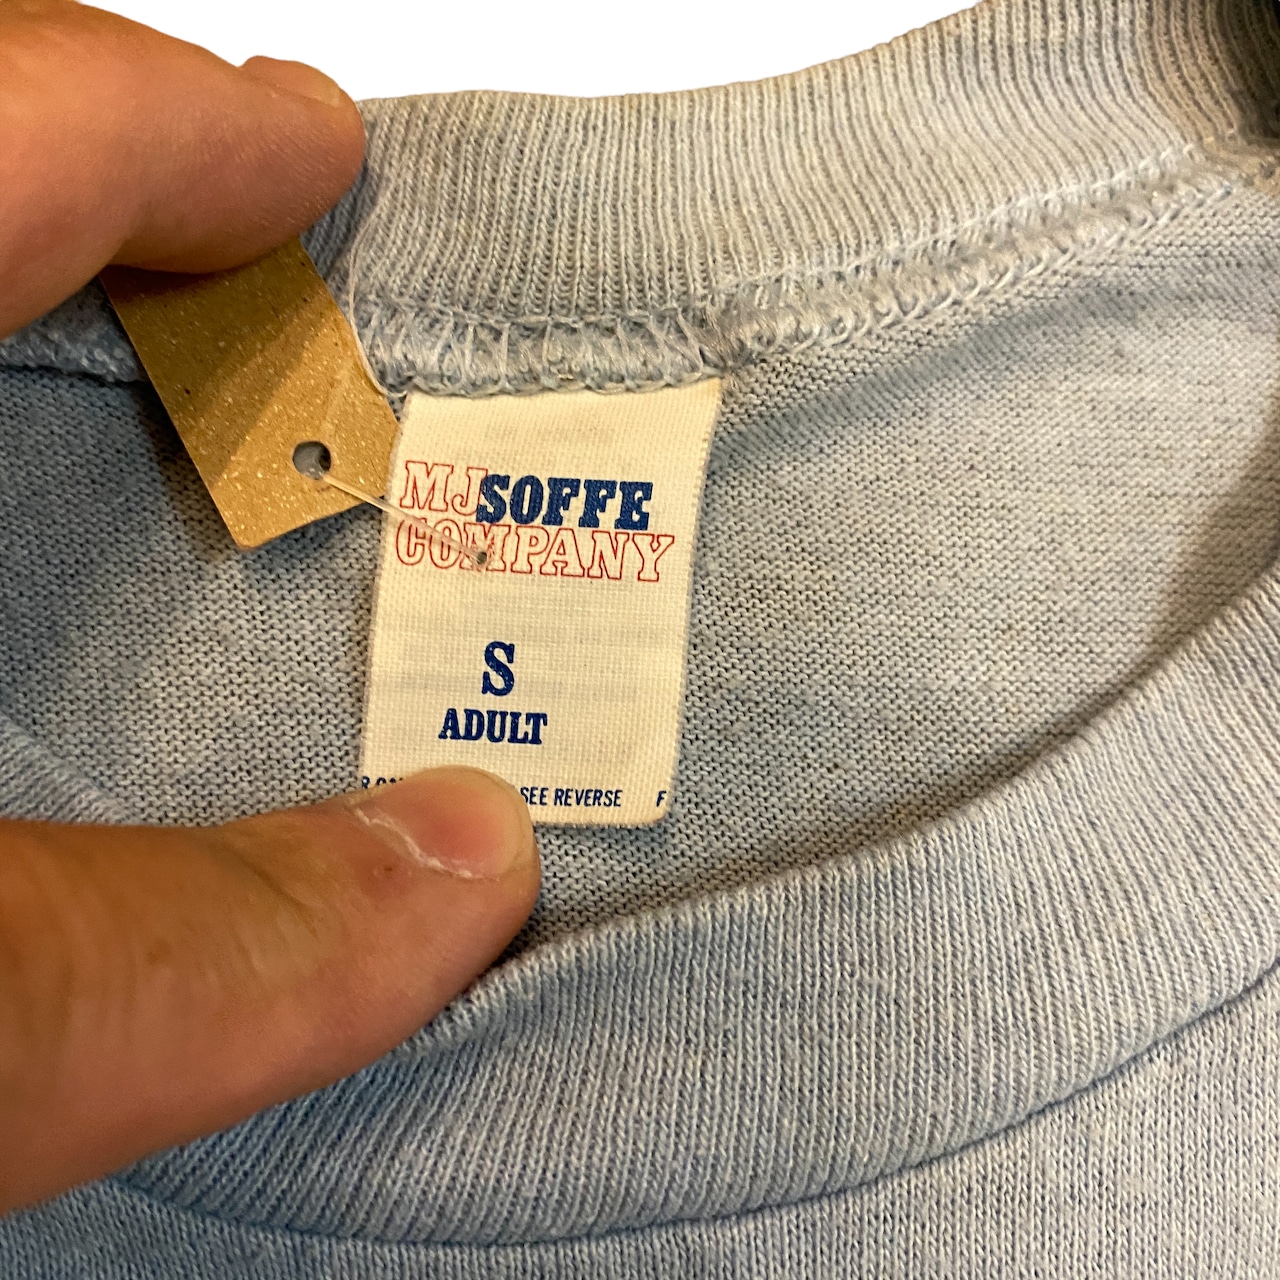 MJ SOFFE
COMPANY
S
ADULT
SEE REVERSE F